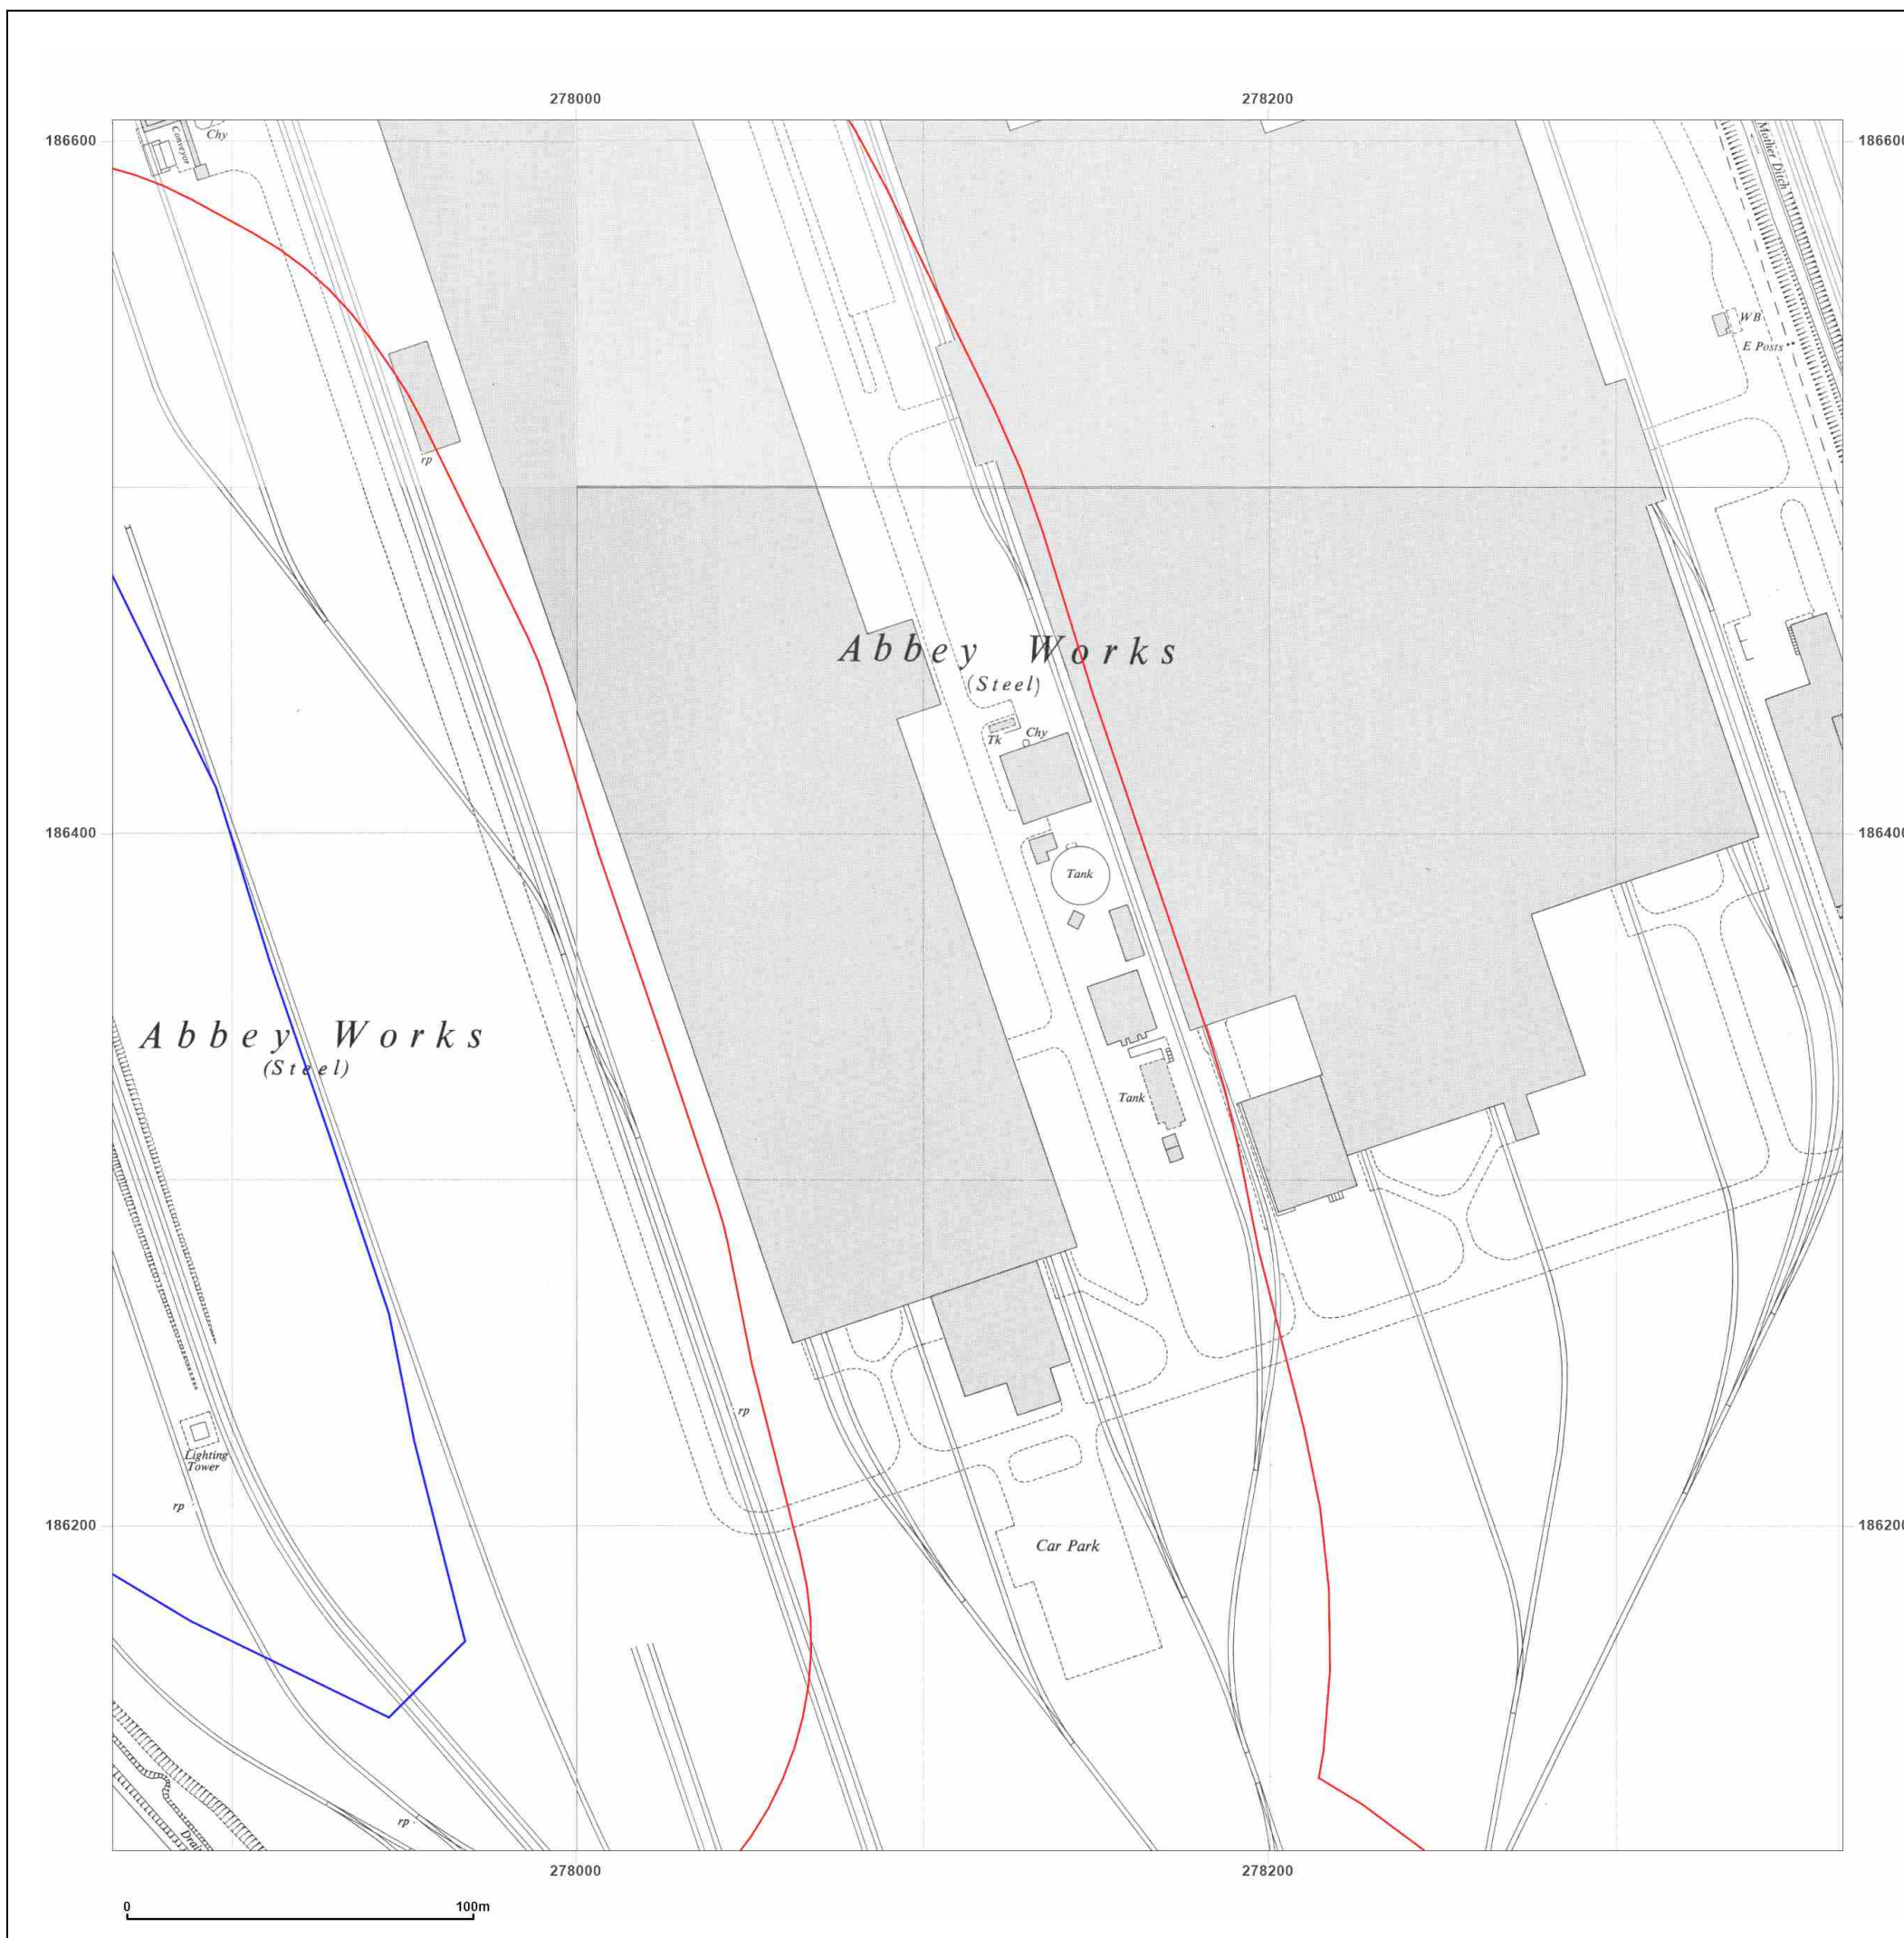 278000
278200
186600
186600
Chy
Conveyor
Mother Ditch
WB
E Posts
rp
Abbey Works
(Steel)
Tk
Chy
186400
186400
Tank
Abbey Works
(Steel)
Tank
rp
Lighting
Tower
rp
186200
186200
Car Park
rp
Drain
278000
278200
0
100m